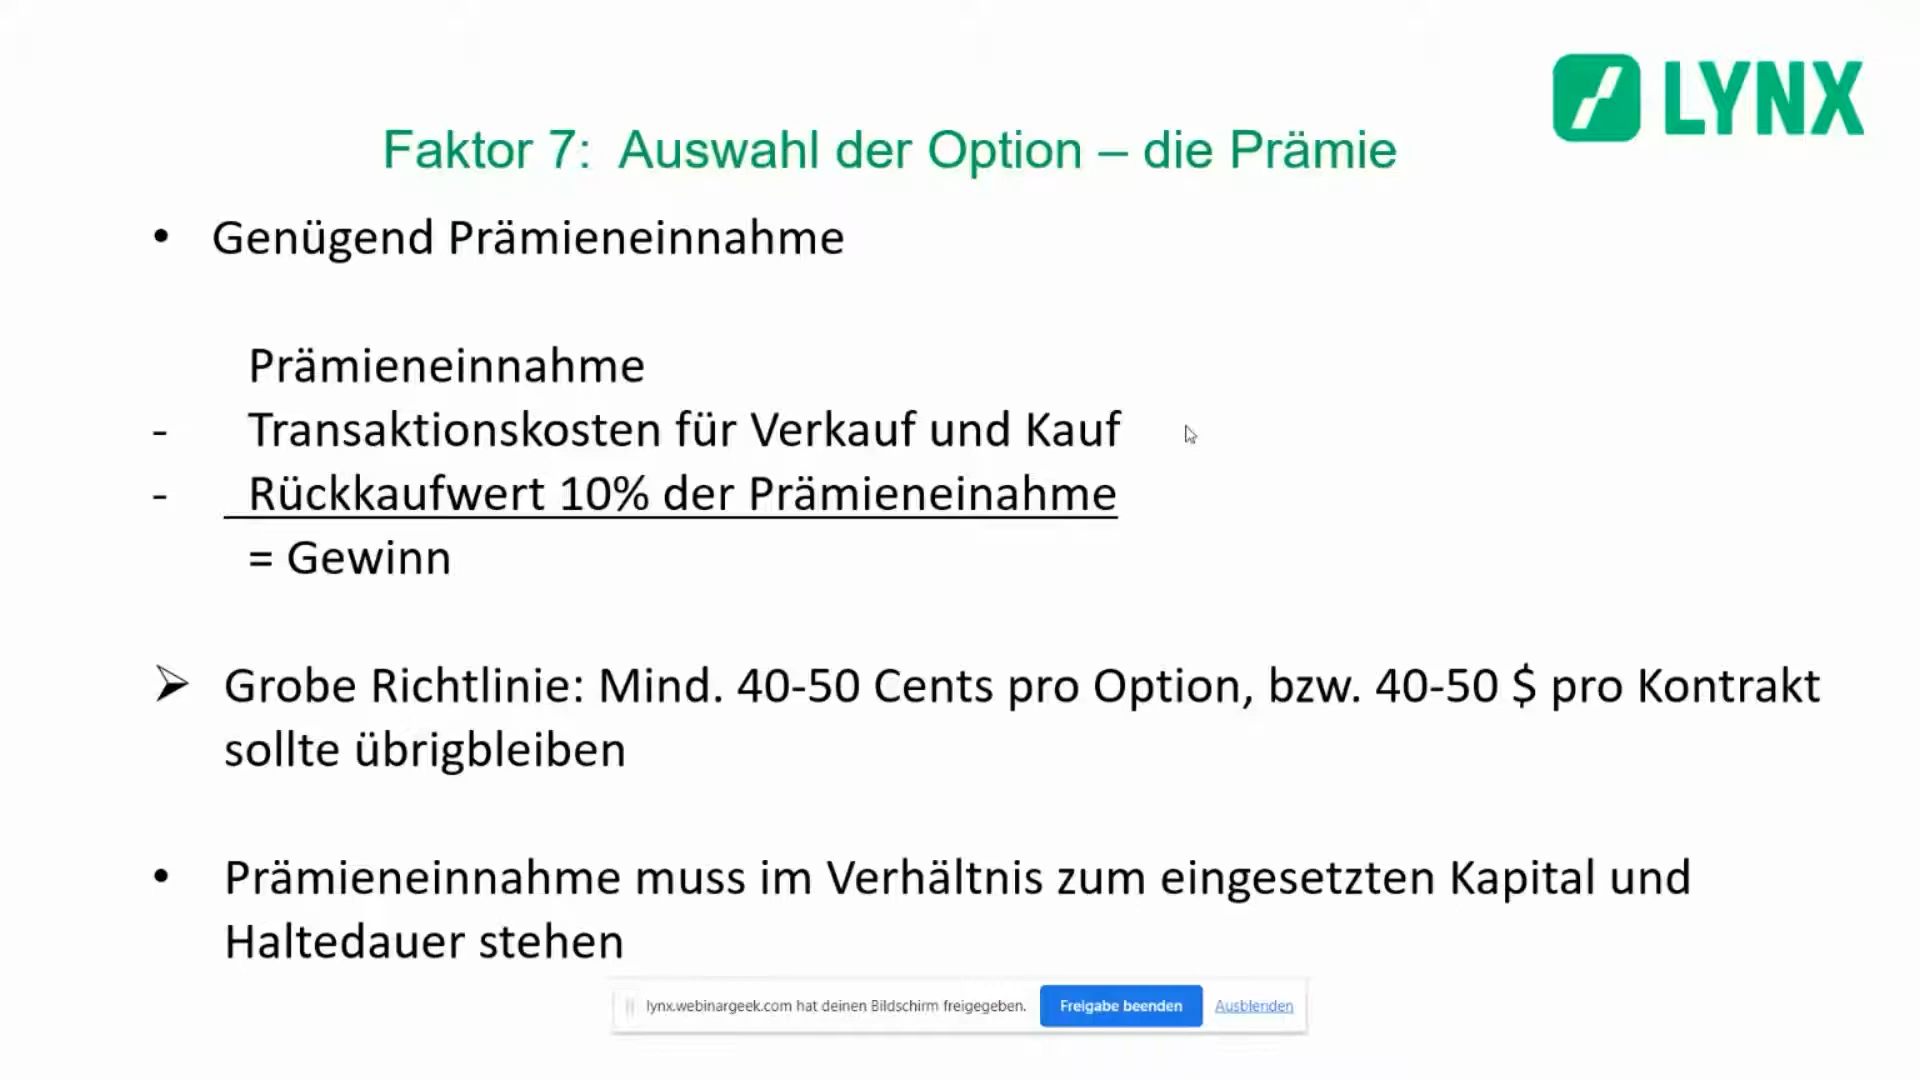 LYNX
Faktor 7: Auswahl der Option – die Prämie
• Genügend Prämieneinnahme
Prämieneinnahme
- Transaktionskosten für Verkauf und Kauf
- Rückkaufwert 10% der Prämieneinahme
= Gewinn
➢ Grobe Richtlinie: Mind. 40-50 Cents pro Option, bzw. 40-50 $ pro Kontrakt
sollte übrigbleiben
• Prämieneinnahme muss im Verhältnis zum eingesetzten Kapital und
Haltedauer stehen
lynx.webinargeek.com hat deinen Bildschirm freigegeben. Freigabe beenden Ausblenden